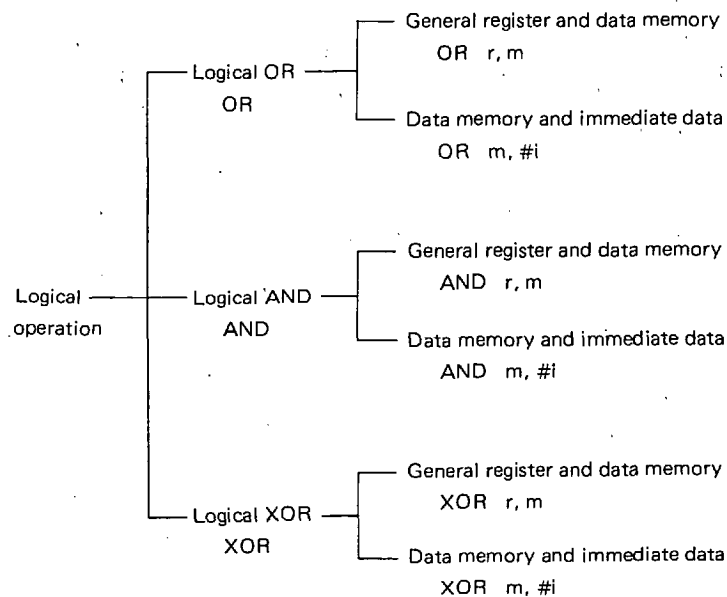 General register and data memory
OR r, m
Logical OR
OR
Data memory and immediate data
OR m, #i
General register and data memory
AND r, m
Logical
operation
Logical AND
AND
Data memory and immediate data
AND m, #i
General register and data memory
XOR r, m
Logical XOR
XOR
Data memory and immediate data
XOR m, #i